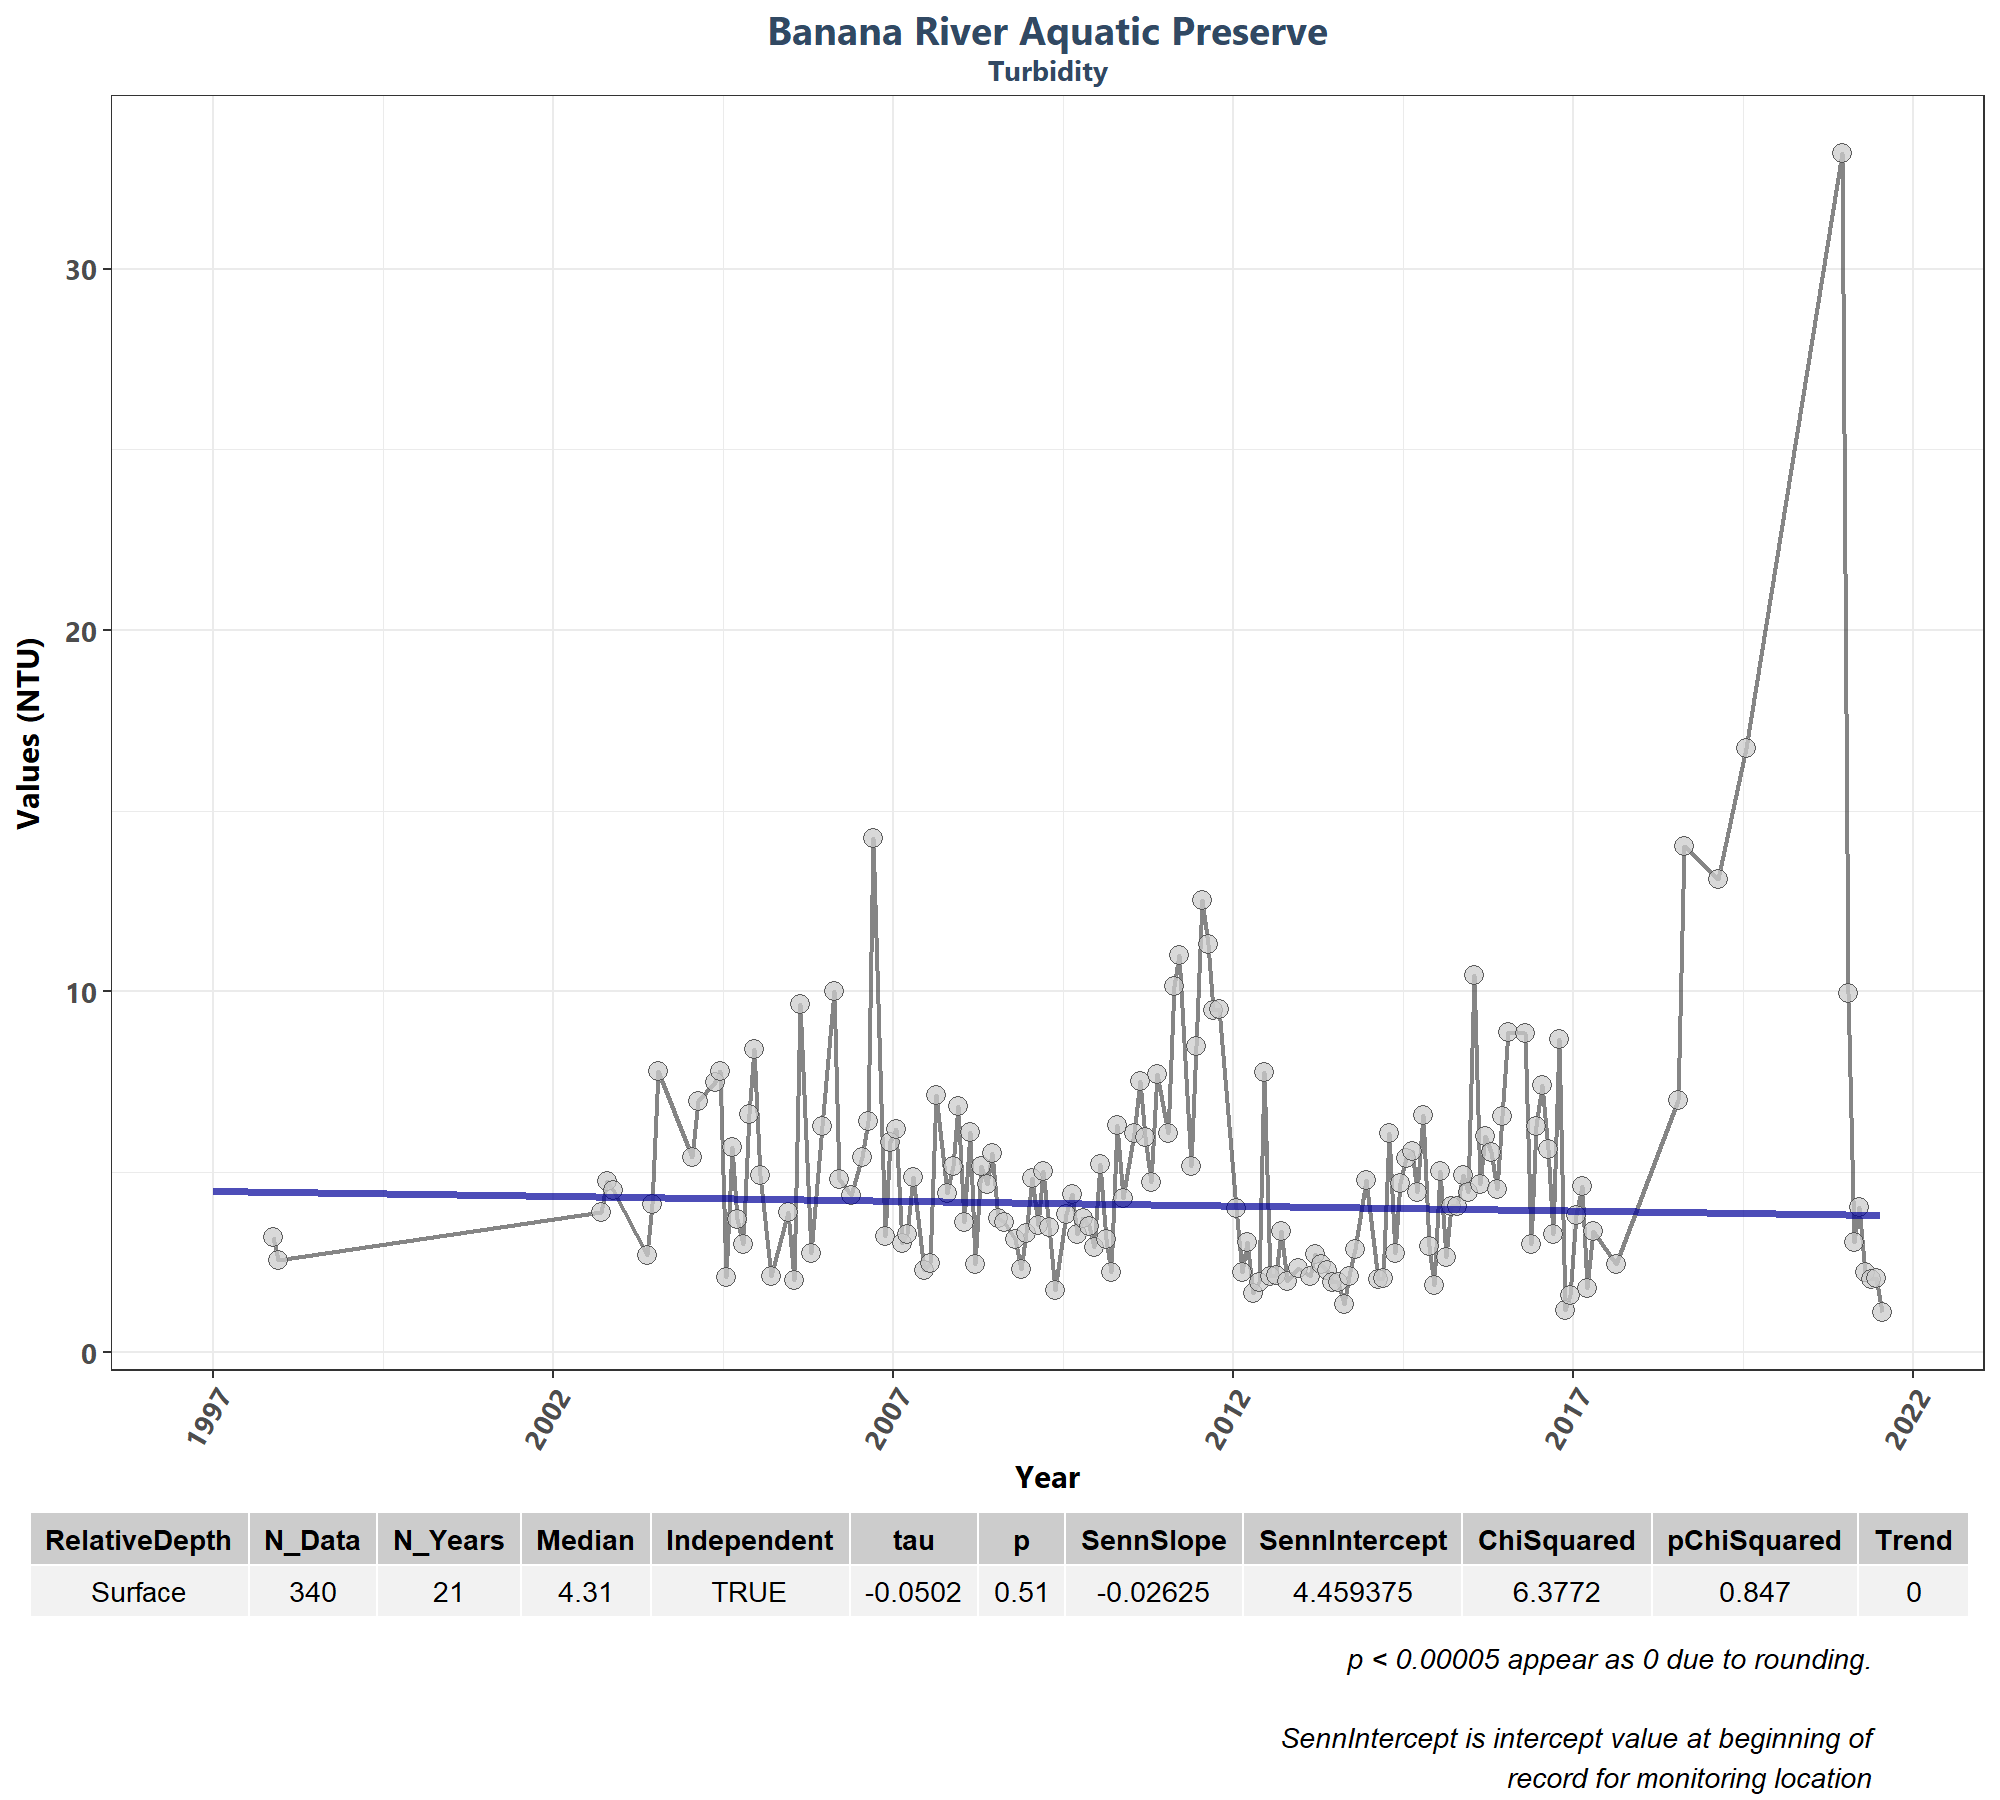 Banana River Aquatic Preserve
Turbidity
Values (NTU)
30
20
10
0
1997
2002
2007
2012
2017
2022
Year
RelativeDepth N_Data N_Years Median Independent tau p SennSlope SennIntercept ChiSquared pChiSquared Trend
Surface 340 21 4.31 TRUE -0.0502 0.51 -0.02625 4.459375 6.3772 0.847 0
p < 0.00005 appear as 0 due to rounding.
SennIntercept is intercept value at beginning of
record for monitoring location